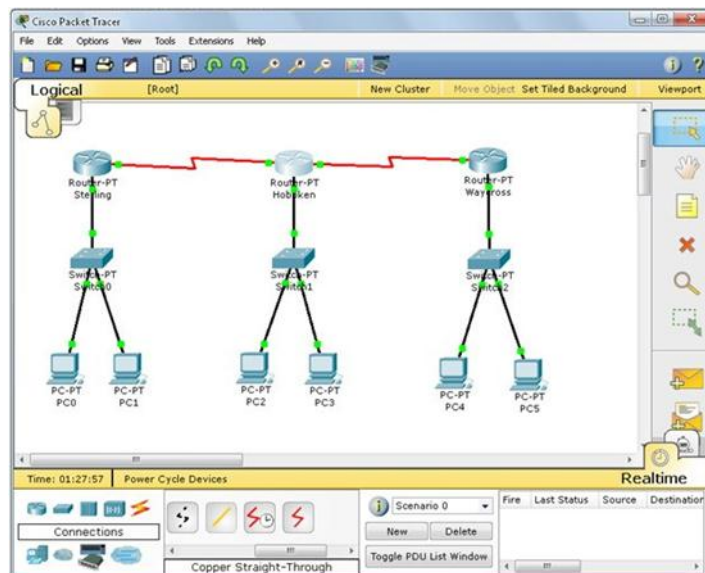 Cisco Packet Tracer
File Edit Options View Tools Extensions Help
Logical [Root] New Cluster Move Object Set Tiled Background Viewport
Router-PT
Sterling
Router-PT
Hoboken
Router-PT
Waycross
Switch-PT
Switch0
Switch-PT
Switch1
Switch-PT
Switch2
PC-PT
PC0
PC-PT
PC1
PC-PT
PC2
PC-PT
PC3
PC-PT
PC4
PC-PT
PC5
Time: 01:27:57 Power Cycle Devices Realtime
Connections
Copper Straight-Through
Scenario 0
New Delete
Toggle PDU List Window
Fire Last Status Source Destination